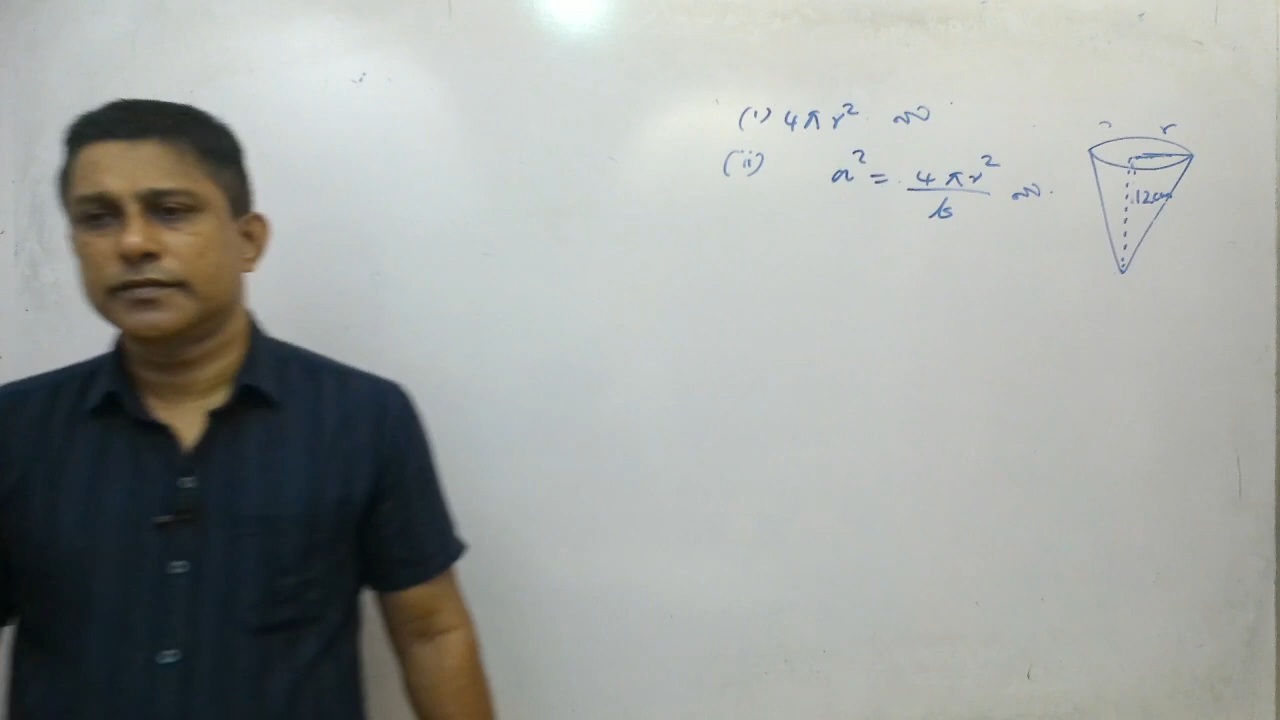 (i) 4πr²
(ii) a² = 4πr² / 6
r
12cm